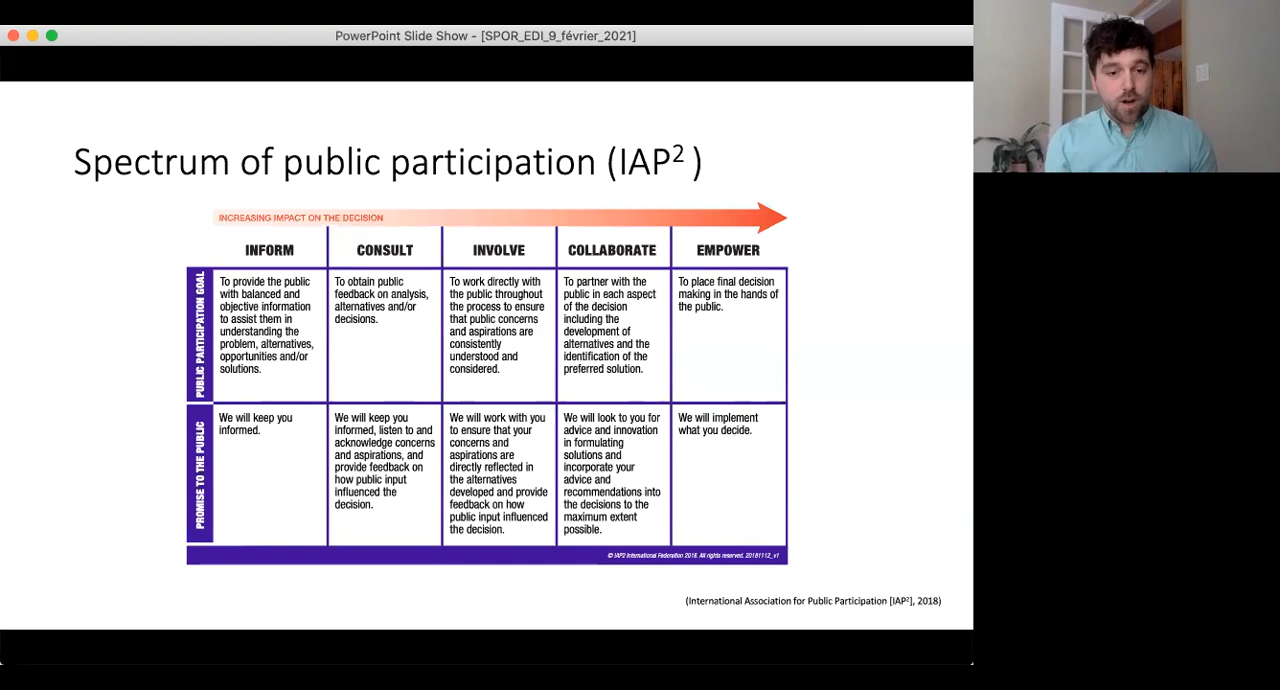 PowerPoint Slide Show - [SPOR_EDI_9_février_2021]
Spectrum of public participation (IAP² )
INCREASING IMPACT ON THE DECISION
INFORM
CONSULT
INVOLVE
COLLABORATE
EMPOWER
PUBLIC PARTICIPATION GOAL
To provide the public
with balanced and
objective information
to assist them in
understanding the
problem, alternatives,
opportunities and/or
solutions.
To obtain public
feedback on analysis,
alternatives and/or
decisions.
To work directly with
the public throughout
the process to ensure
that public concerns
and aspirations are
consistently
understood and
considered.
To partner with the
public in each aspect
of the decision
including the
development of
alternatives and the
identification of the
preferred solution.
To place final decision
making in the hands of
the public.
PROMISE TO THE PUBLIC
We will keep you
informed.
We will keep you
informed, listen to and
acknowledge concerns
and aspirations, and
provide feedback on
how public input
influenced the
decision.
We will work with you
to ensure that your
concerns and
aspirations are
directly reflected in
the alternatives
developed and provide
feedback on how
public input influenced
the decision.
We will look to you for
advice and innovation
in formulating
solutions and
incorporate your
advice and
recommendations into
the decisions to the
maximum extent
possible.
We will implement
what you decide.
© IAP2 International Federation 2018. All rights reserved. 20181112_v1
(International Association for Public Participation [IAP²], 2018)